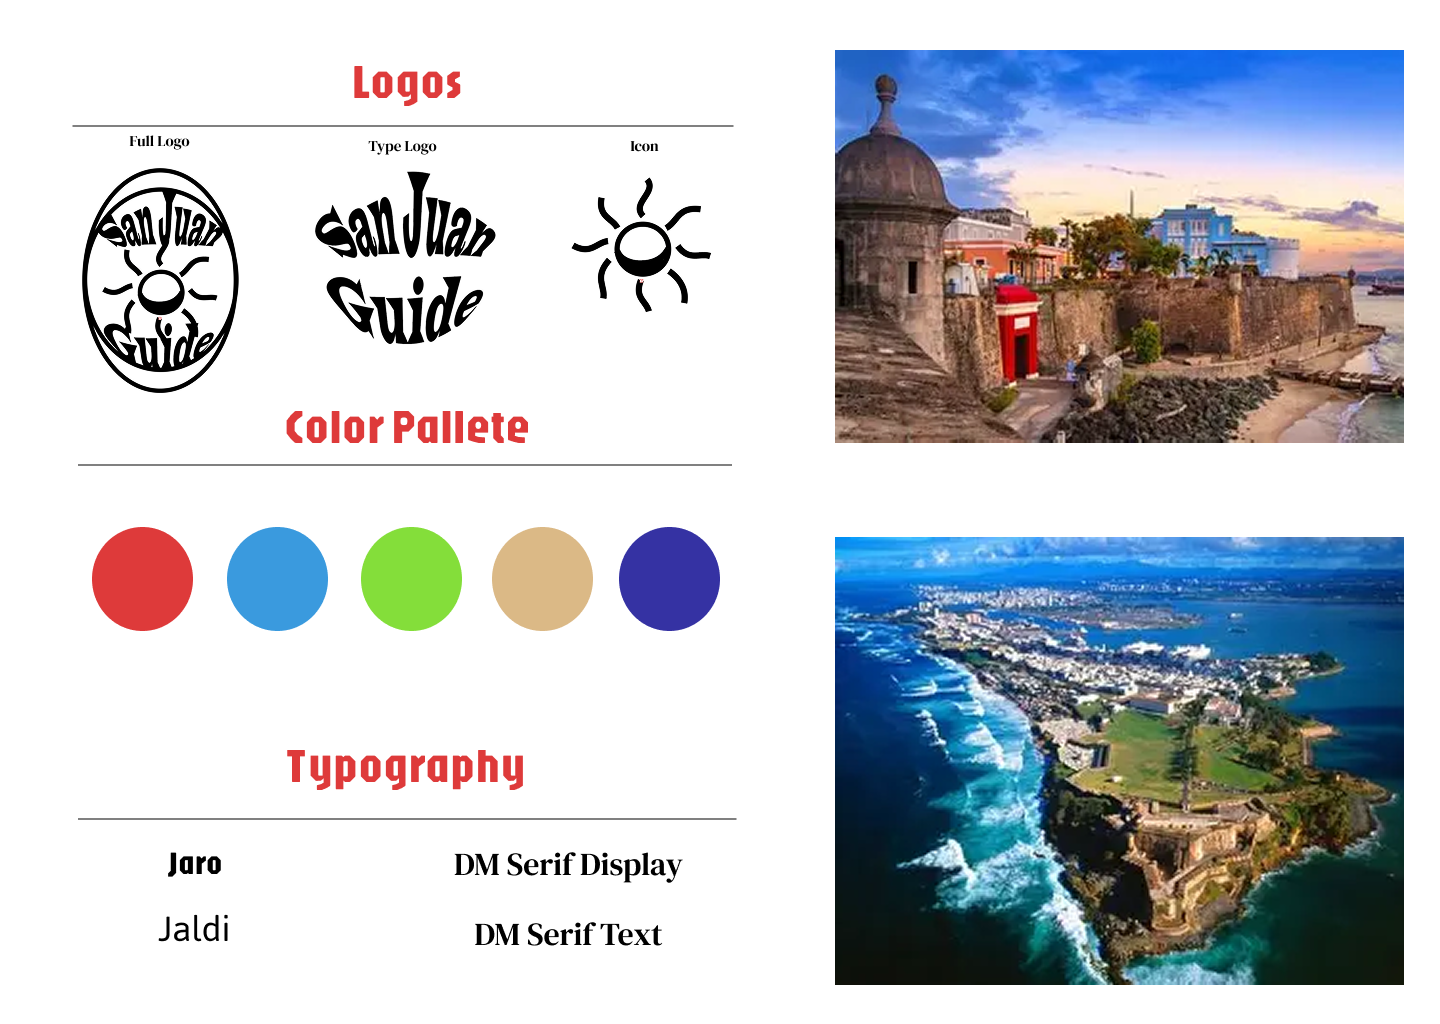 Logos
Full Logo
Type Logo
Icon
San Juan
Guide
San Juan
Guide
Color Pallete
Typography
Jaro
DM Serif Display
Jaldi
DM Serif Text